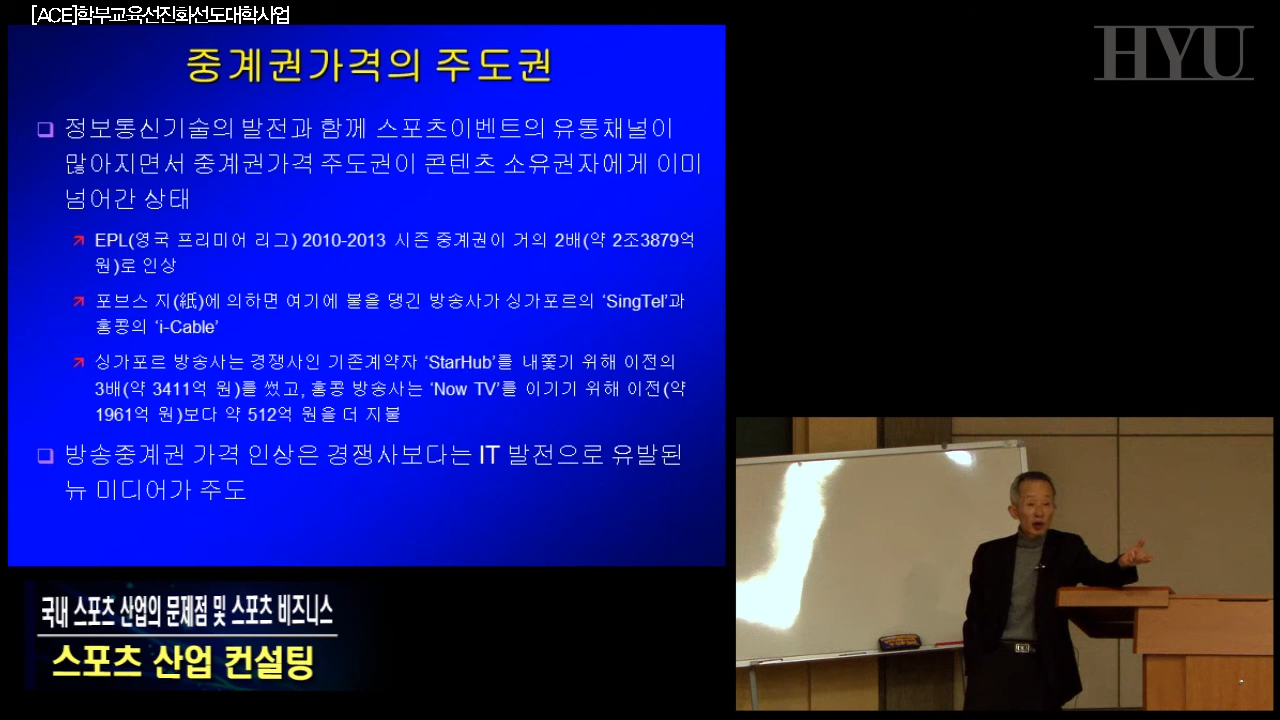 [ACE]학부교육선진화선도대학사업
HYU
중계권가격의 주도권
정보통신기술의 발전과 함께 스포츠이벤트의 유통채널이
많아지면서 중계권가격 주도권이 콘텐츠 소유권자에게 이미
넘어간 상태
EPL(영국 프리미어 리그) 2010-2013 시즌 중계권이 거의 2배(약 2조3879억
원)로 인상
포브스 지(紙)에 의하면 여기에 불을 댕긴 방송사가 싱가포르의 ‘SingTel’과
홍콩의 ‘i-Cable’
싱가포르 방송사는 경쟁사인 기존계약자 ‘StarHub’를 내쫓기 위해 이전의
3배(약 3411억 원)를 썼고, 홍콩 방송사는 ‘Now TV’를 이기기 위해 이전(약
1961억 원)보다 약 512억 원을 더 지불
방송중계권 가격 인상은 경쟁사보다는 IT 발전으로 유발된
뉴 미디어가 주도
국내 스포츠 산업의 문제점 및 스포츠 비즈니스
스포츠 산업 컨설팅